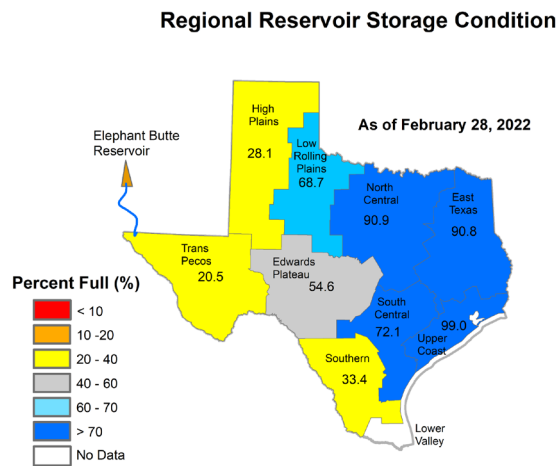 Regional Reservoir Storage Condition
As of February 28, 2022
Elephant Butte
Reservoir
High
Plains
28.1
Low
Rolling
Plains
68.7
North
Central
90.9
East
Texas
90.8
Trans
Pecos
20.5
Edwards
Plateau
54.6
South
Central
72.1
99.0
Upper
Coast
Southern
33.4
Lower
Valley
Percent Full (%)
< 10
10 -20
20 - 40
40 - 60
60 - 70
> 70
No Data